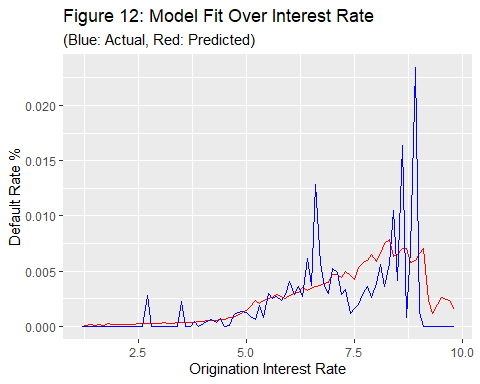 Figure 12: Model Fit Over Interest Rate
(Blue: Actual, Red: Predicted)
Default Rate %
0.020
0.015
0.010
0.005
0.000
2.5 5.0 7.5 10.0
Origination Interest Rate